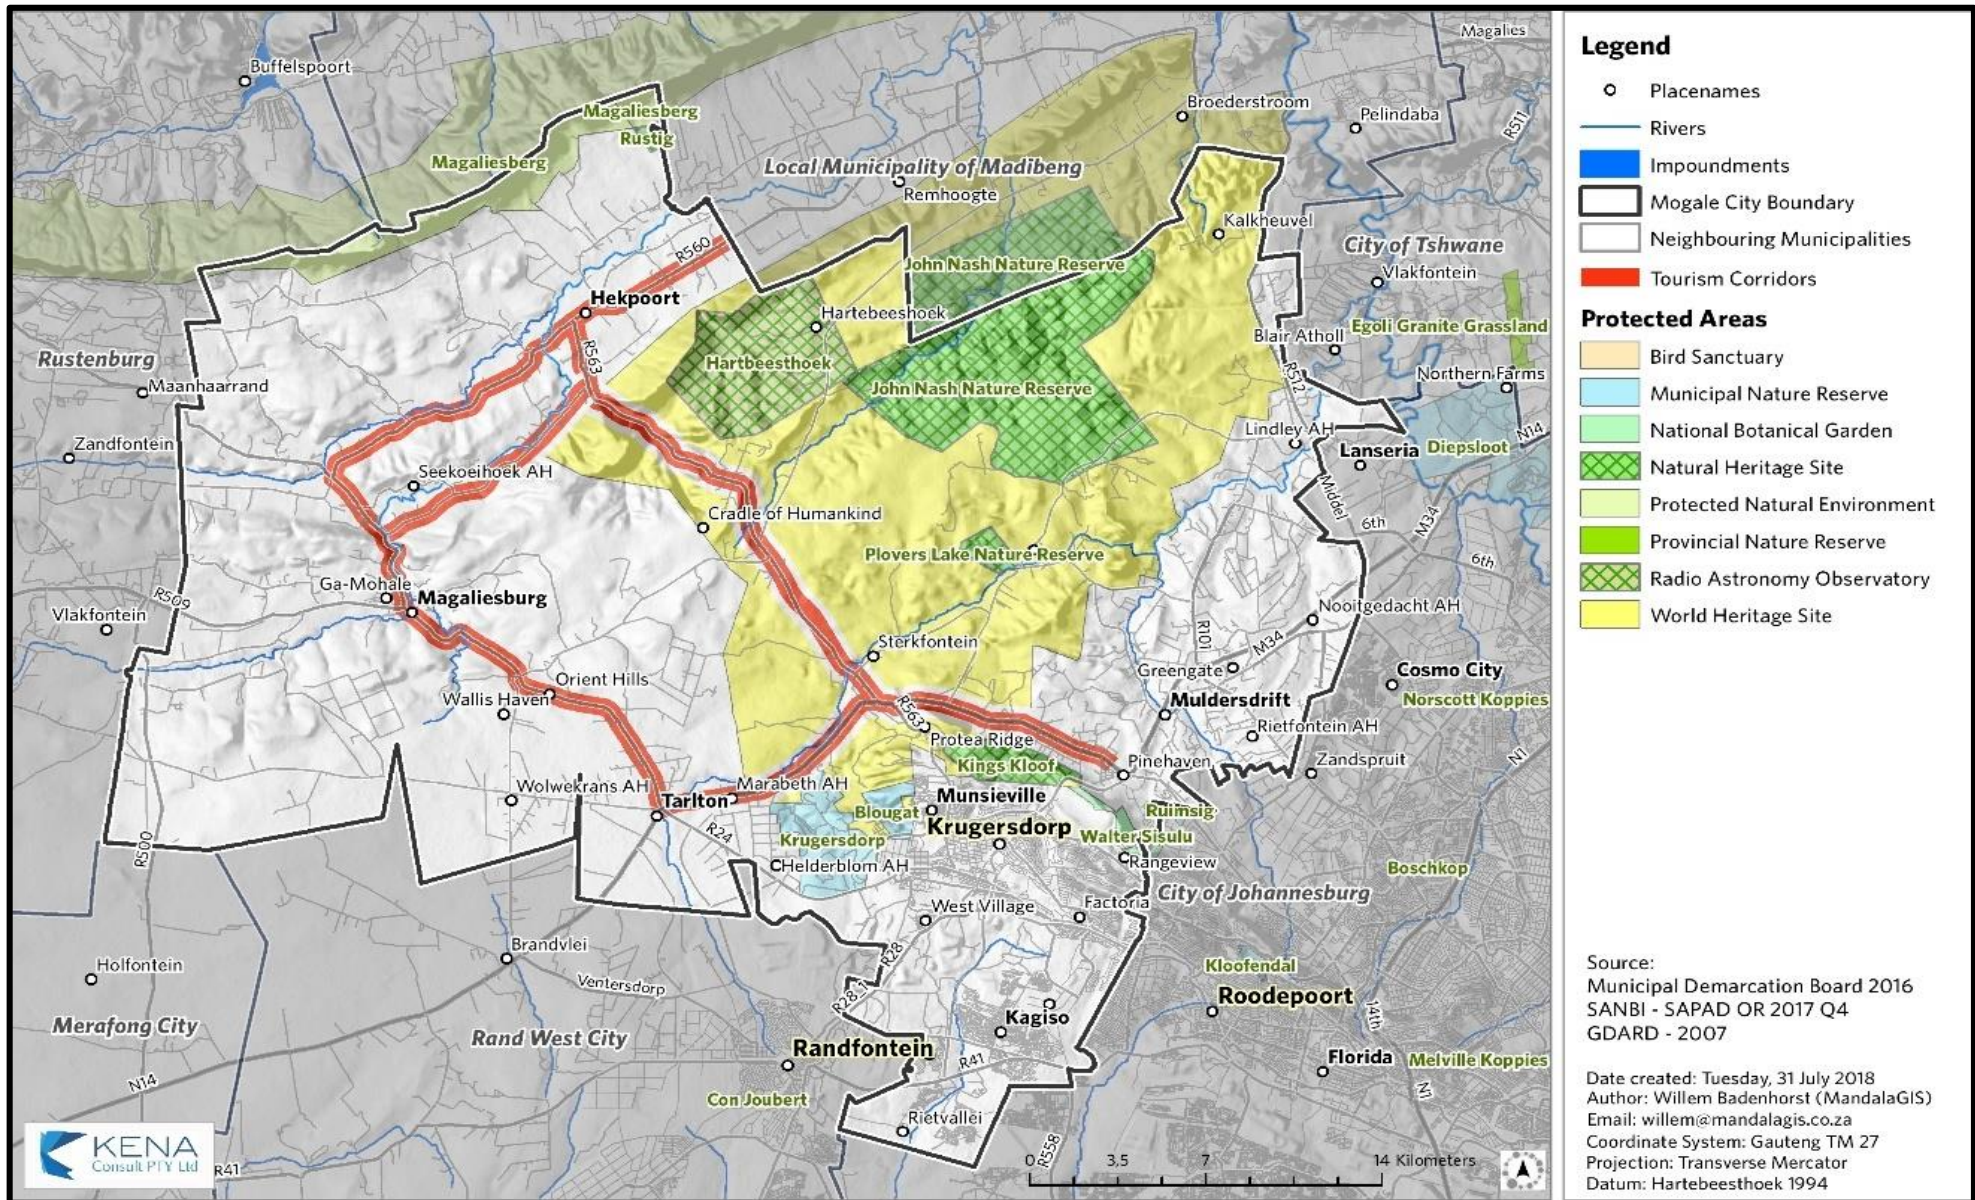 Buffelspoort
Magalies
Magaliesberg
Rustig
Magaliesberg
Broederstroom
Pelindaba
R511
Local Municipality of Madibeng
Remhoogte
Kalkheuvel
City of Tshwane
Vlakfontein
R560
John Nash Nature Reserve
Hekpoort
Hartebeeshoek
Egoli Granite Grassland
Blair Atholl
Rustenburg
Maanhaarrand
R563
Hartbeesthoek
John Nash Nature Reserve
R512
Northern Farms
Zandfontein
Lindley AH
N14
Lanseria
Diepsloot
Seekoeihoek AH
Middel
Cradle of Humankind
6th
M34
Plovers Lake Nature Reserve
6th
Ga-Mohale
Magaliesburg
R509
Vlakfontein
Nooitgedacht AH
R101
M34
Sterkfontein
Greengate
Cosmo City
Orient Hills
Wallis Haven
Muldersdrift
Norscott Koppies
R563
Protea Ridge
Rietfontein AH
Kings Kloof
Pinehaven
Zandspruit
N1
Wolwekrans AH
Marabeth AH
Tarlton
Munsieville
Blougat
Ruimsig
R24
Krugersdorp
Krugersdorp
Walter Sisulu
R500
Helderblom AH
Rangeview
Boschkop
City of Johannesburg
West Village
Factoria
Brandvlei
R28
Holfontein
Ventersdorp
R28_1
Kloofendal
Roodepoort
14th
Merafong City
Rand West City
Kagiso
Randfontein
R41
Florida
Melville Koppies
N14
Con Joubert
N1
Rietvallei
R558
KENA
Consult PTY Ltd
R41
0 3,5 7 14 Kilometers
Legend
Placenames
Rivers
Impoundments
Mogale City Boundary
Neighbouring Municipalities
Tourism Corridors
Protected Areas
Bird Sanctuary
Municipal Nature Reserve
National Botanical Garden
Natural Heritage Site
Protected Natural Environment
Provincial Nature Reserve
Radio Astronomy Observatory
World Heritage Site
Source:
Municipal Demarcation Board 2016
SANBI - SAPAD OR 2017 Q4
GDARD - 2007
Date created: Tuesday, 31 July 2018
Author: Willem Badenhorst (MandalaGIS)
Email: willem@mandalagis.co.za
Coordinate System: Gauteng TM 27
Projection: Transverse Mercator
Datum: Hartebeesthoek 1994